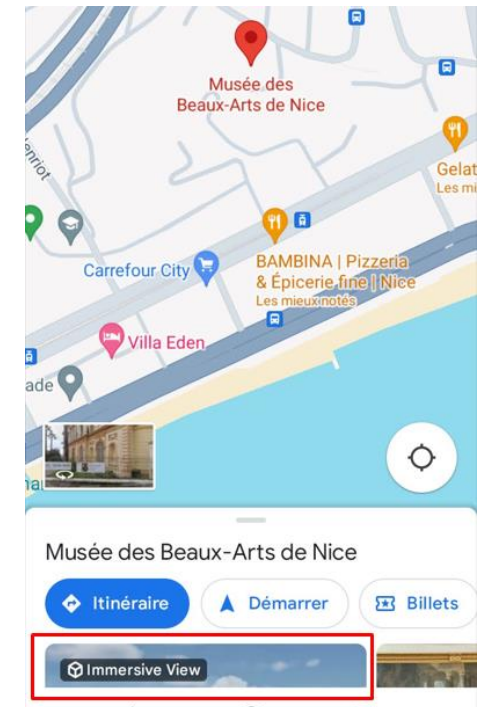 Musée des
Beaux-Arts de Nice
Gelat
Les mi
BAMBINA | Pizzeria
& Épicerie fine | Nice
Les mieux notés
Carrefour City
Villa Eden
ade
Musée des Beaux-Arts de Nice
Itinéraire
Démarrer
Billets
Immersive View